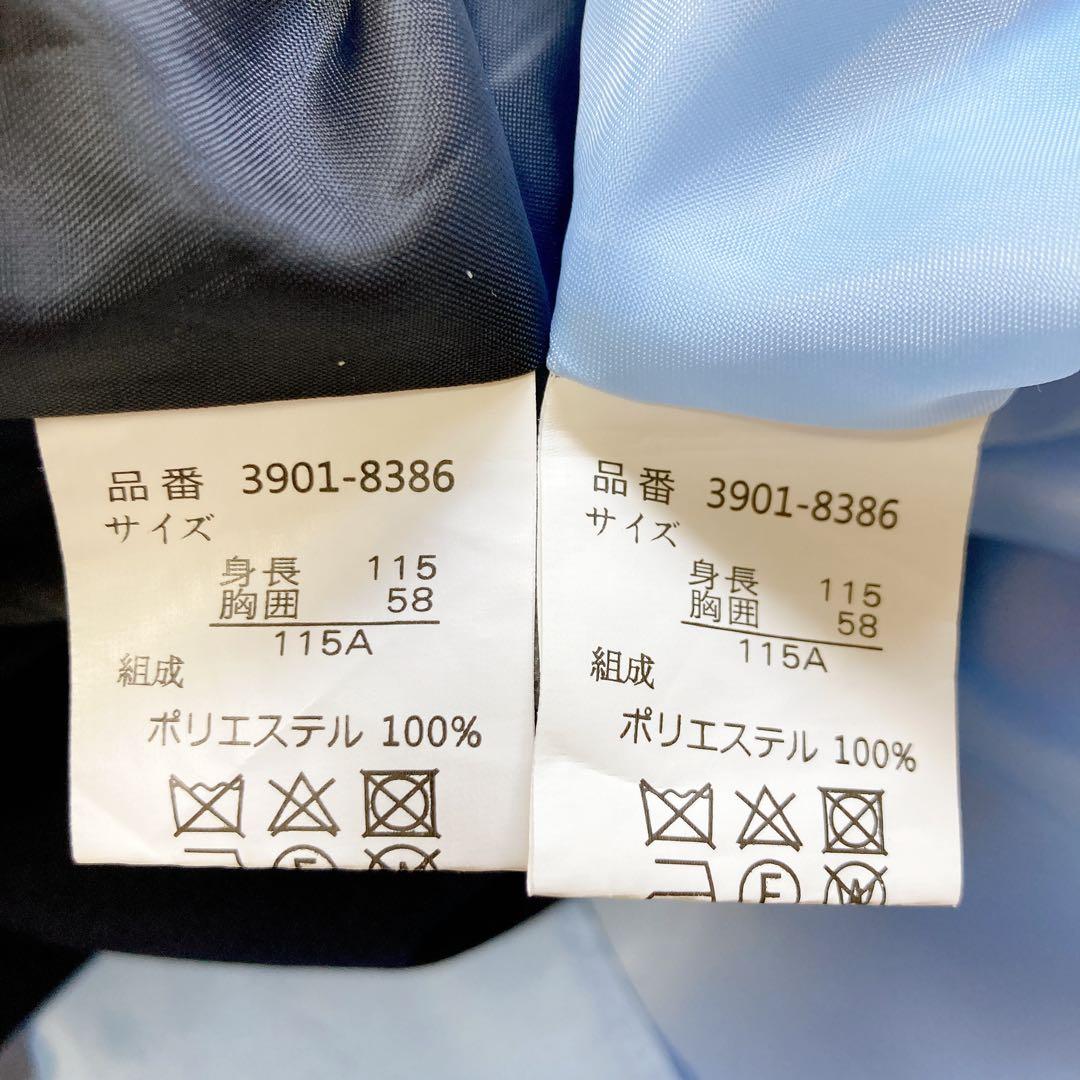 品番 3901-8386
サイズ
身長 115
胸囲 58
115A
組成
ポリエステル 100%
品番 3901-8386
サイズ
身長 115
胸囲 58
115A
組成
ポリエステル 100%